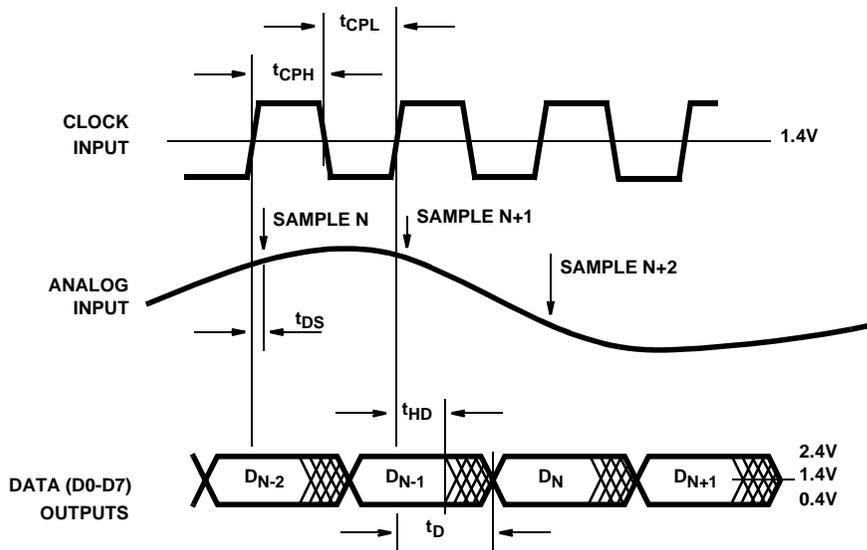 tCPL
tCPH
CLOCK
INPUT
1.4V
SAMPLE N
SAMPLE N+1
SAMPLE N+2
ANALOG
INPUT
tDS
tHD
DATA (D0-D7)
OUTPUTS
DN-2
DN-1
DN
DN+1
2.4V
1.4V
0.4V
tD